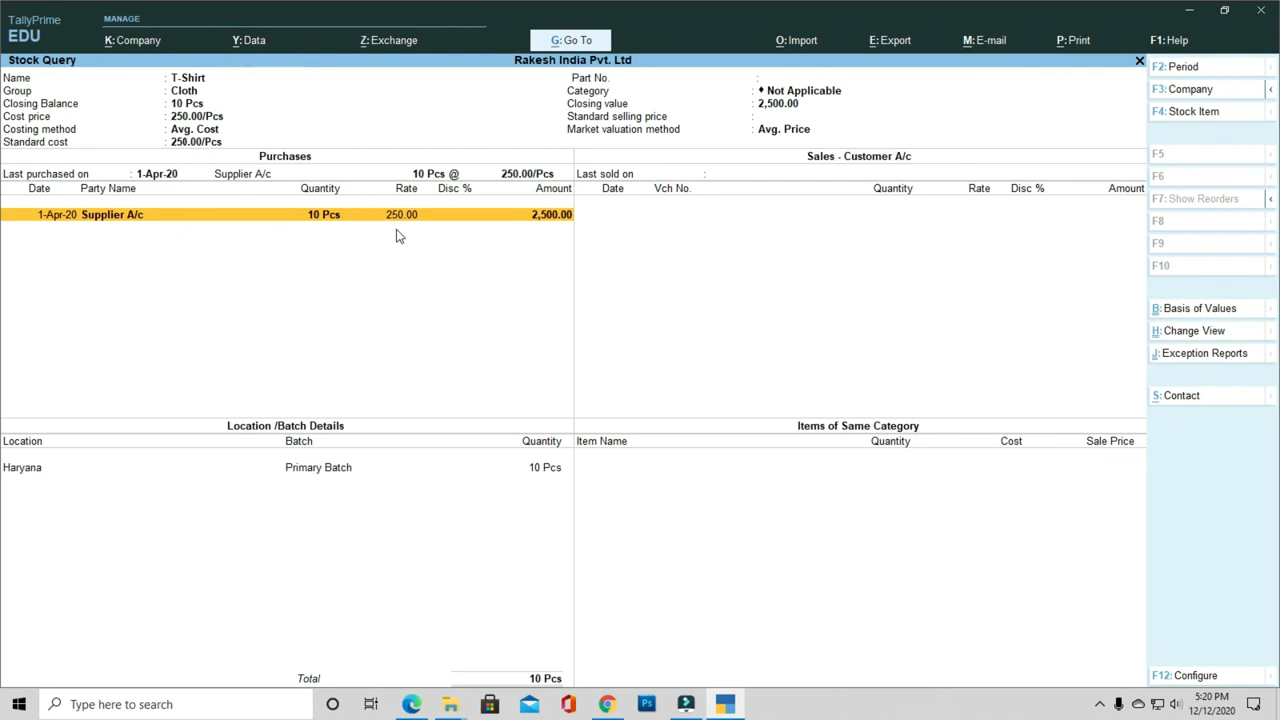 TallyPrime
EDU
MANAGE
K: Company
Y: Data
Z: Exchange
G: Go To
O: Import
E: Export
M: E-mail
P: Print
F1: Help
Stock Query
Rakesh India Pvt. Ltd
Name : T-Shirt
Part No. :
Group : Cloth
Category : ♦ Not Applicable
Closing Balance : 10 Pcs
Closing value : 2,500.00
Cost price : 250.00/Pcs
Standard selling price :
Costing method : Avg. Cost
Market valuation method : Avg. Price
Standard cost : 250.00/Pcs
Purchases
Last purchased on : 1-Apr-20 Supplier A/c 10 Pcs @ 250.00/Pcs
Date Party Name Quantity Rate Disc % Amount
1-Apr-20 Supplier A/c 10 Pcs 250.00 2,500.00
Sales - Customer A/c
Last sold on :
Date Vch No. Quantity Rate Disc % Amount
Location /Batch Details
Location Batch Quantity
Haryana Primary Batch 10 Pcs
Total 10 Pcs
Items of Same Category
Item Name Quantity Cost Sale Price
F2: Period
F3: Company
F4: Stock Item
F5
F6
F7: Show Reorders
F8
F9
F10
B: Basis of Values
H: Change View
J: Exception Reports
S: Contact
F12: Configure
Type here to search
Ps
5:20 PM
12/12/2020